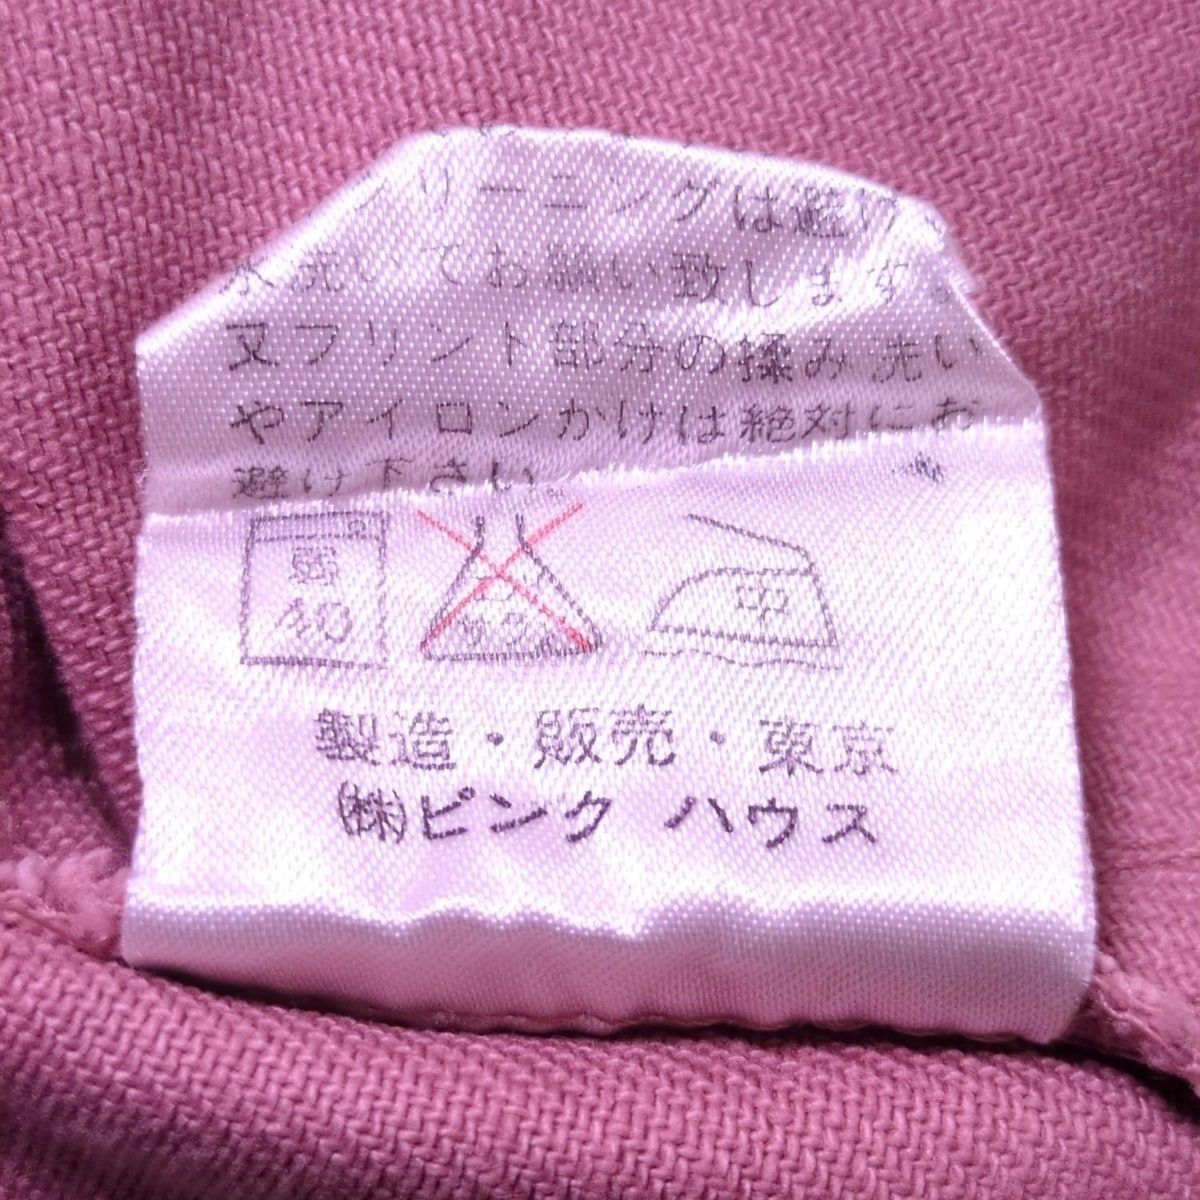 リーニングは避け
水洗いでお願い致します。
又プリント部分の揉み洗い
やアイロンかけは絶対にお
避け下さい。
弱
40
中
製造・販売・東京
㈱ピンク ハウス